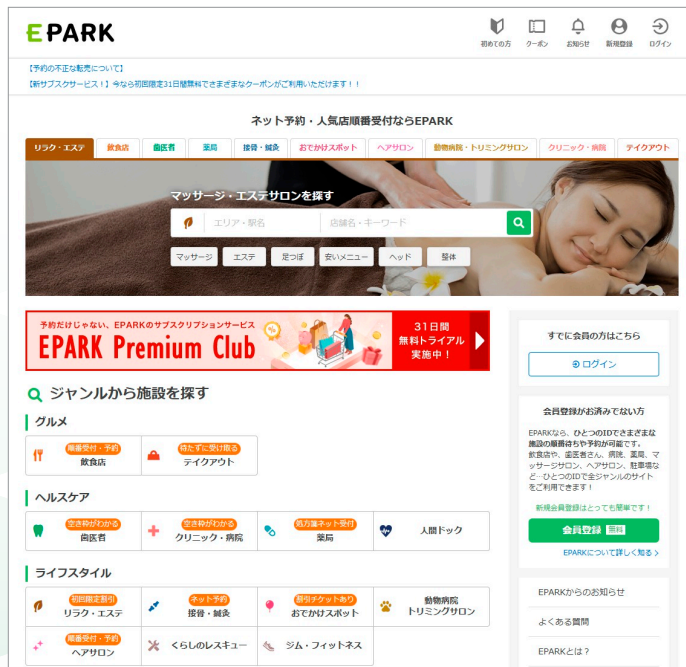 EPARK
初めての方
クーポン
お知らせ
新規登録
ログイン
【予約の不正な転売について】
【新サブスクサービス!】今なら初回限定31日間無料でさまざまなクーポンがご利用いただけます!!
ネット予約・人気店順番受付ならEPARK
リラク・エステ
飲食店
歯医者
薬局
接骨・鍼灸
おでかけスポット
ヘアサロン
動物病院・トリミングサロン
クリニック・病院
テイクアウト
マッサージ・エステサロンを探す
エリア・駅名
店舗名・キーワード
マッサージ
エステ
足つぼ
安いメニュー
ヘッド
整体
予約だけじゃない、EPARKのサブスクリプションサービス
EPARK Premium Club
31日間
無料トライアル
実施中!
ジャンルから施設を探す
グルメ
順番受付・予約
飲食店
待たずに受け取る
テイクアウト
ヘルスケア
空き枠がわかる
歯医者
空き枠がわかる
クリニック・病院
処方箋ネット受付
薬局
人間ドック
ライフスタイル
初回限定割引
リラク・エステ
ネット予約
接骨・鍼灸
割引チケットあり
おでかけスポット
動物病院
トリミングサロン
順番受付・予約
ヘアサロン
くらしのレスキュー
ジム・フィットネス
すでに会員の方はこちら
ログイン
会員登録がお済みでない方
EPARKなら、ひとつのIDでさまざまな
施設の順番待ちや予約が可能です。
飲食店や、歯医者さん、病院、薬局、マ
ッサージサロン、ヘアサロン、駐車場な
ど…ひとつのIDで全ジャンルのサイト
をご利用できます!
新規会員登録はとっても簡単です!
会員登録 無料
EPARKについて詳しく知る >
EPARKからのお知らせ
よくある質問
EPARKとは?